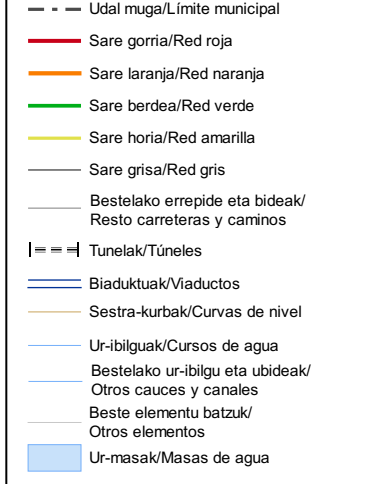 Udal muga/Límite municipal
Sare gorria/Red roja
Sare laranja/Red naranja
Sare berdea/Red verde
Sare horia/Red amarilla
Sare grisa/Red gris
Bestelako errepide eta bideak/
Resto carreteras y caminos
Tunelak/Túneles
Biaduktuak/Viaductos
Sestra-kurbak/Curvas de nivel
Ur-ibilguak/Cursos de agua
Bestelako ur-ibilgu eta ubideak/
Otros cauces y canales
Beste elementu batzuk/
Otros elementos
Ur-masak/Masas de agua